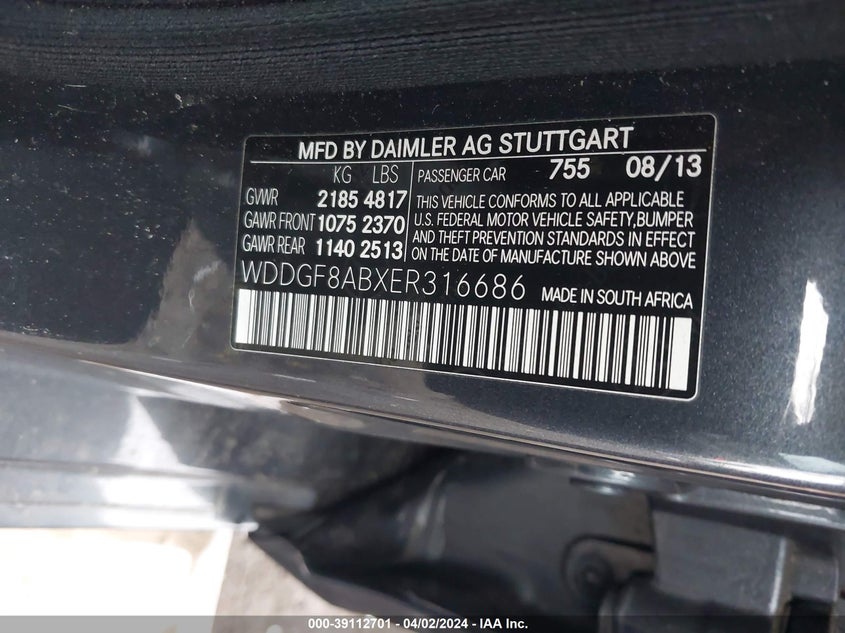 MFD BY DAIMLER AG STUTTGART
KG LBS
GVWR 2185 4817
GAWR FRONT 1075 2370
GAWR REAR 1140 2513
PASSENGER CAR 755 08/13
THIS VEHICLE CONFORMS TO ALL APPLICABLE
U.S. FEDERAL MOTOR VEHICLE SAFETY, BUMPER
AND THEFT PREVENTION STANDARDS IN EFFECT
ON THE DATE OF MANUFACTURE SHOWN ABOVE
WDDGF8ABXER316686 MADE IN SOUTH AFRICA
000-39112701 - 04/02/2024 - IAA Inc.